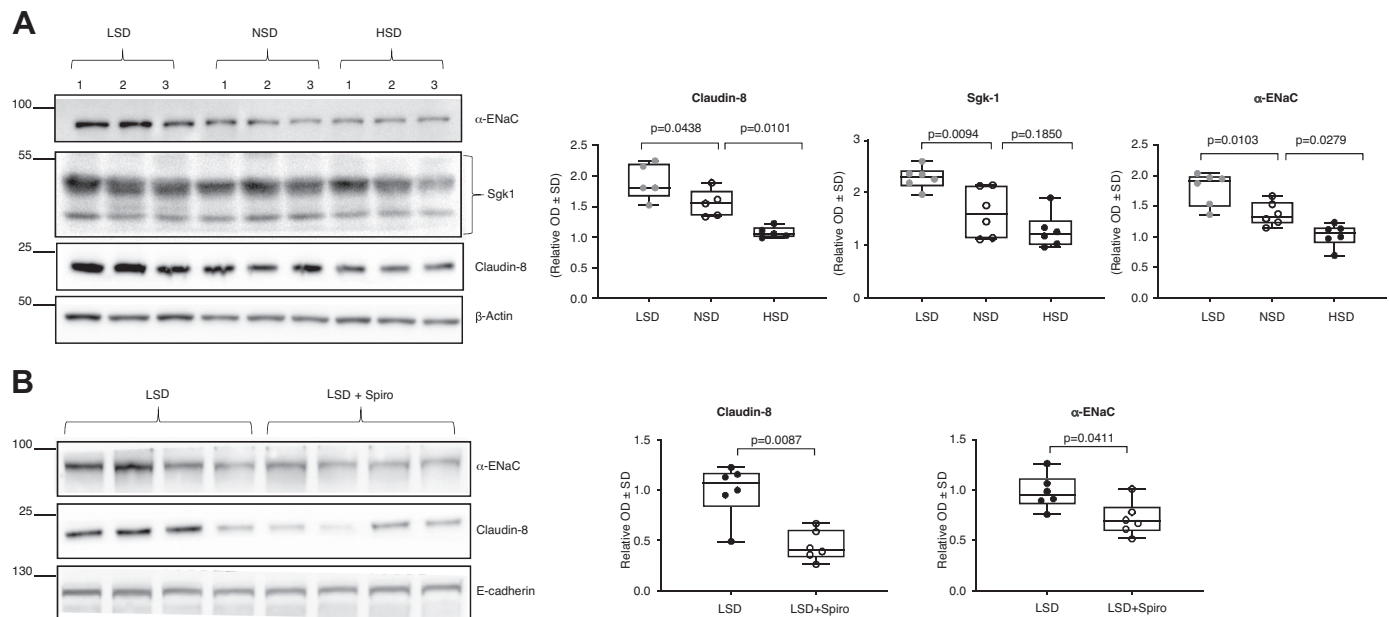 A
LSD NSD HSD
1 2 3 1 2 3 1 2 3
100
α-ENaC
55
Sgk1
25
Claudin-8
50
β-Actin
Claudin-8
p=0.0438 p=0.0101
(Relative OD ± SD)
2.5
2.0
1.5
1.0
0.5
0.0
LSD NSD HSD
Sgk-1
p=0.0094 p=0.1850
(Relative OD ± SD)
3
2
1
0
LSD NSD HSD
α-ENaC
p=0.0103 p=0.0279
(Relative OD ± SD)
2.5
2.0
1.5
1.0
0.5
0.0
LSD NSD HSD
B
LSD LSD + Spiro
100
α-ENaC
25
Claudin-8
130
E-cadherin
Claudin-8
p=0.0087
Relative OD ± SD
1.5
1.0
0.5
0.0
LSD LSD+Spiro
α-ENaC
p=0.0411
Relative OD ± SD
1.5
1.0
0.5
0.0
LSD LSD+Spiro